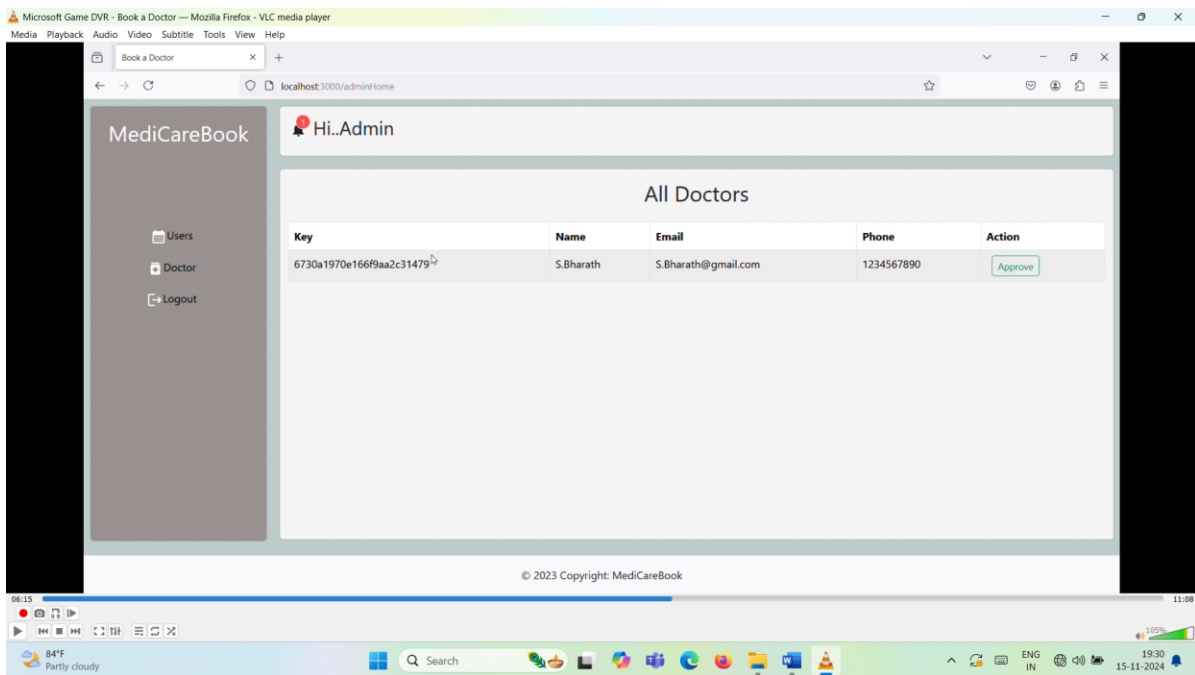 Microsoft Game DVR - Book a Doctor — Mozilla Firefox - VLC media player
Media Playback Audio Video Subtitle Tools View Help
Book a Doctor
localhost:3000/adminHome
MediCareBook
1
Hi..Admin
Users
Doctor
Logout
All Doctors
Key Name Email Phone Action
6730a1970e166f9aa2c31479 S.Bharath S.Bharath@gmail.com 1234567890 Approve
© 2023 Copyright: MediCareBook
06:15 11:08
105%
84°F
Partly cloudy
Search
ENG
IN
19:30
15-11-2024